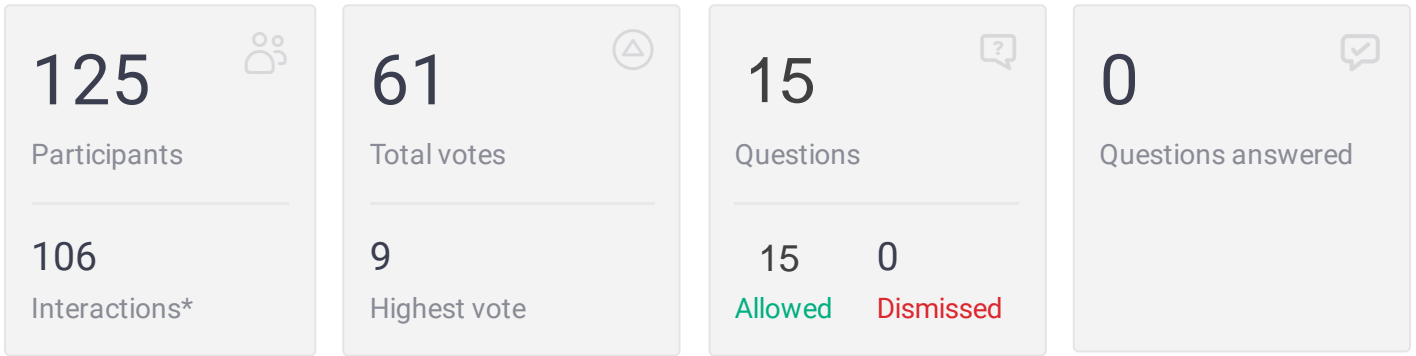 125
Participants
106
Interactions*
61
Total votes
9
Highest vote
?
15
Questions
15 0
Allowed Dismissed
0
Questions answered